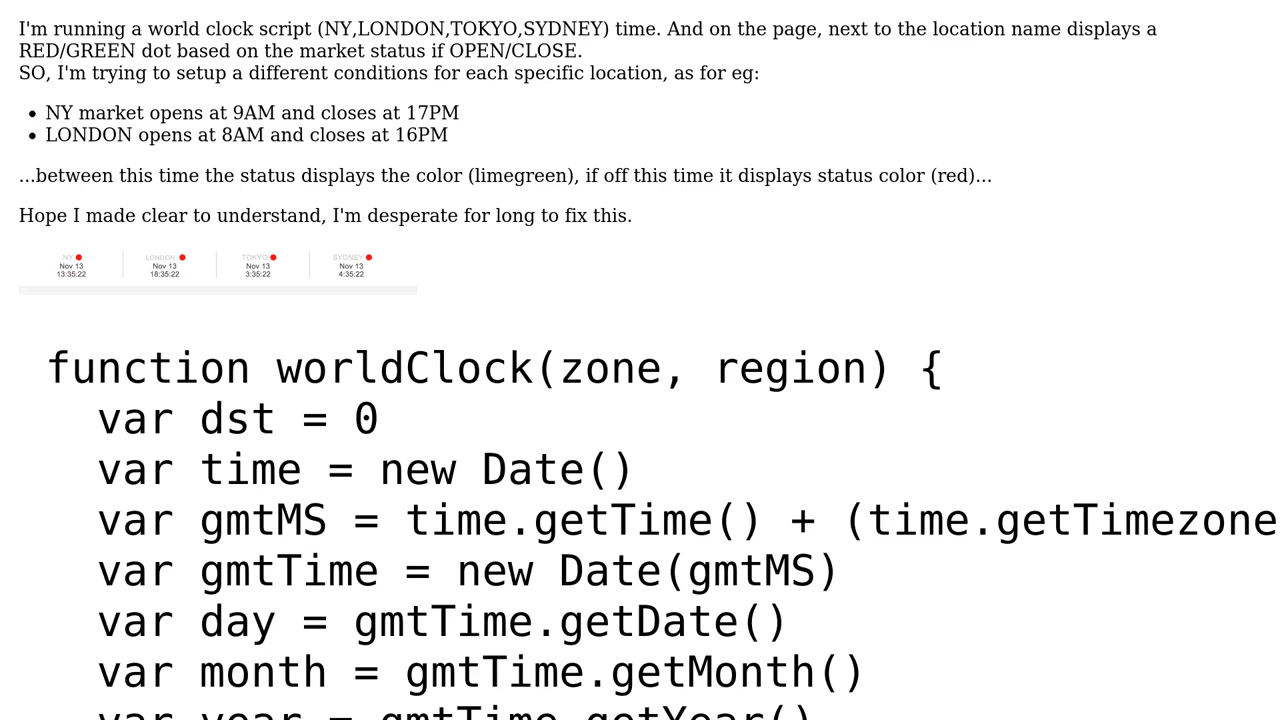 I'm running a world clock script (NY,LONDON,TOKYO,SYDNEY) time. And on the page, next to the location name displays a
RED/GREEN dot based on the market status if OPEN/CLOSE.
SO, I'm trying to setup a different conditions for each specific location, as for eg:
NY market opens at 9AM and closes at 17PM
LONDON opens at 8AM and closes at 16PM
...between this time the status displays the color (limegreen), if off this time it displays status color (red)...
Hope I made clear to understand, I'm desperate for long to fix this.
NY LONDON TOKYO SYDNEY
Nov 13 Nov 13 Nov 13 Nov 13
13:35:22 18:35:22 3:35:22 4:35:22
function worldClock(zone, region) {
var dst = 0
var time = new Date()
var gmtMS = time.getTime() + (time.getTimezone
var gmtTime = new Date(gmtMS)
var day = gmtTime.getDate()
var month = gmtTime.getMonth()
var year = gmtTime.getYear()